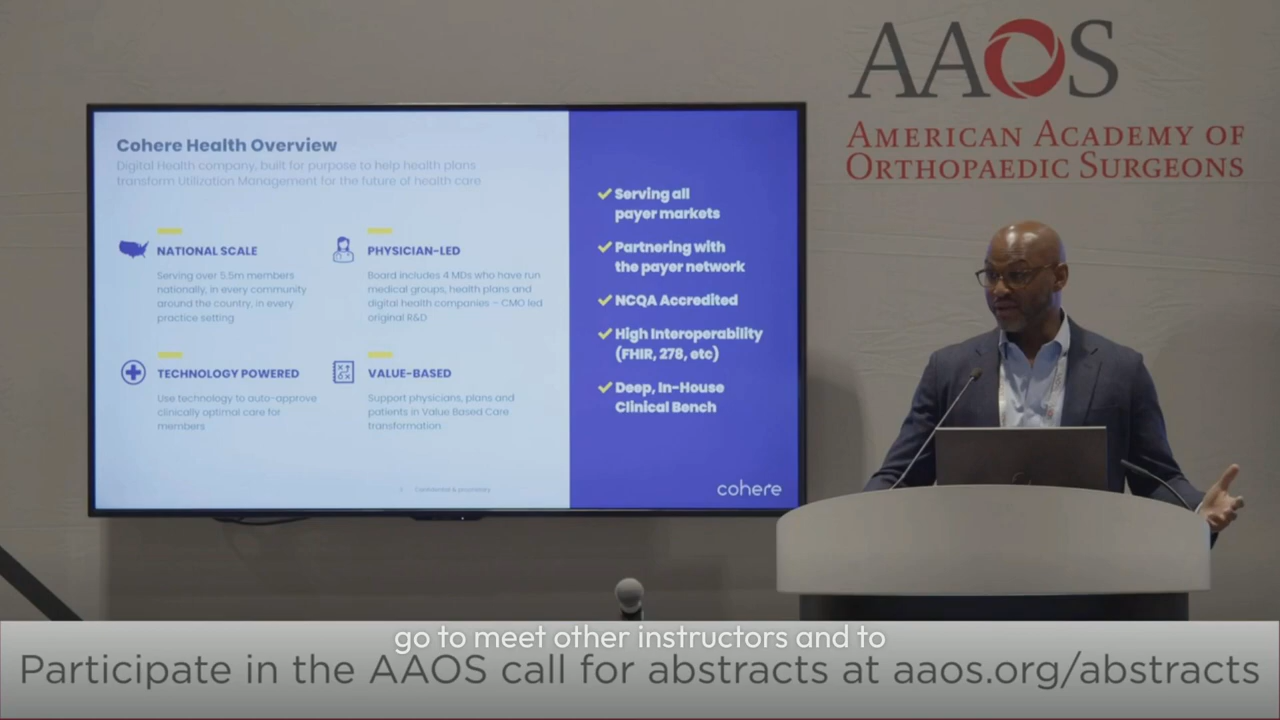 AAOS
AMERICAN ACADEMY OF
ORTHOPAEDIC SURGEONS
Cohere Health Overview
Digital Health company, built for purpose to help health plans
transform Utilization Management for the future of health care
NATIONAL SCALE
Serving over 5.5m members
nationally, in every community
around the country, in every
practice setting
PHYSICIAN-LED
Board includes 4 MDs who have run
medical groups, health plans and
digital health companies – CMO led
original R&D
TECHNOLOGY POWERED
Use technology to auto-approve
clinically optimal care for
members
VALUE-BASED
Support physicians, plans and
patients in Value Based Care
transformation
Confidential & proprietary
Serving all
payer markets
Partnering with
the payer network
NCQA Accredited
High Interoperability
(FHIR, 278, etc)
Deep, In-House
Clinical Bench
cohere
go to meet other instructors and to
Participate in the AAOS call for abstracts at aaos.org/abstracts